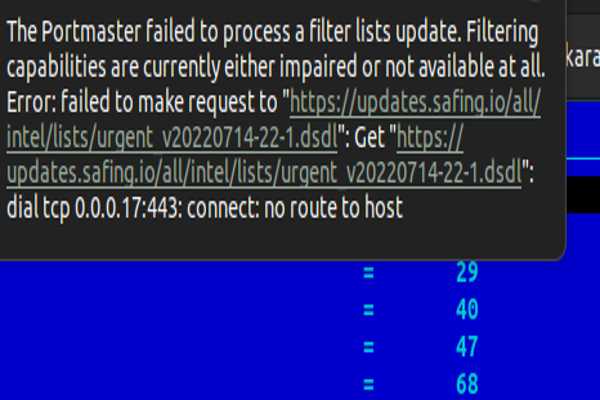 The Portmaster failed to process a filter lists update. Filtering
capabilities are currently either impaired or not available at all.
Error: failed to make request to "https://updates.safing.io/all/
intel/lists/urgent_v20220714-22-1.dsdl": Get "https://
updates.safing.io/all/intel/lists/urgent_v20220714-22-1.dsdl":
dial tcp 0.0.0.17:443: connect: no route to host
kara
= 29
= 40
= 47
= 68